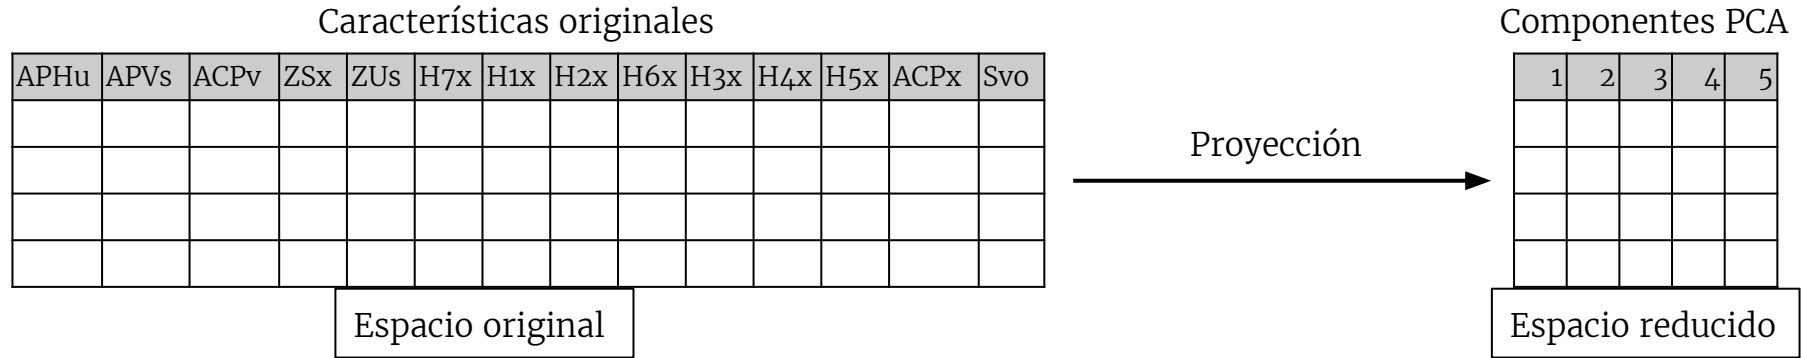 Características originales
Componentes PCA
APHu APVs ACPv ZSx ZUs H7x H1x H2x H6x H3x H4x H5x ACPx Svo
1 2 3 4 5
Proyección
Espacio original
Espacio reducido